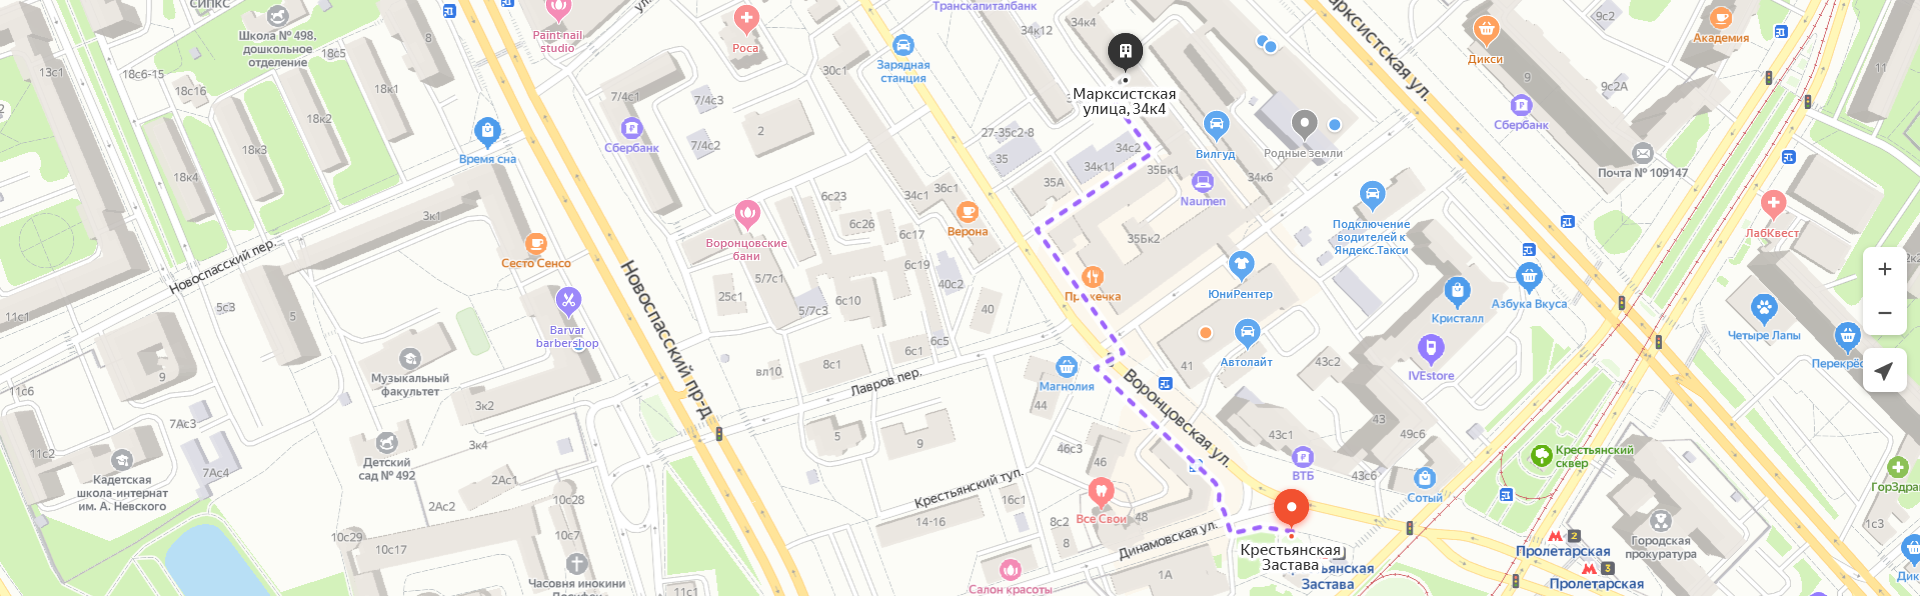 СИПКС
Школа № 498,
дошкольное
отделение
18с5
8
Paint nail
studio
Роса
Зарядная
станция
Транскапиталбанк
34к12
34к4
Марксистская
улица, 34к4
Марксистская ул.
Дикси
9с2
Академия
13с1
18с6-15
18с16
18к2
18к3
18к4
Время сна
7/4с1
7/4с3
7/4с2
Сбербанк
2
30с1
27-35с2-8
35
35А
34с2
34к11
35Бк1
Вилгуд
Родные земли
34к6
Naumen
9
9с2А
Сбербанк
Почта № 109147
11
3к1
Новоспасский пер.
Сесто Сенсо
Воронцовские
бани
6с23
6с26
6с17
6с19
34с1
36с1
Верона
35Бк2
Подключение
водителей к
Яндекс.Такси
ЛабКвест
11с1
5с3
5
Barvar
barbershop
Новоспасский пр-д
25с1
5/7с1
5/7с3
6с10
40с2
40
ЮниРентер
Кристалл
Азбука Вкуса
Четыре Лапы
9
11с6
Музыкальный
факультет
3к2
вл10
8с1
6с1
6с5
Лавров пер.
Магнолия
44
41
Автолайт
43с2
IVEstore
7Ас3
11с2
Кадетская
школа-интернат
им. А. Невского
7Ас4
Детский
сад № 492
3к4
5
9
46с3
46
Воронцовская ул.
43с1
43
49с6
ВТБ
43с6
Сотый
Крестьянский
сквер
2Ас2
2Ас1
10с28
10с7
10с29
10с17
Крестьянский туп.
14-16
16с1
8с2
8
Все Свои
48
Динамовская ул.
Крестьянская
Застава
Застава
Пролетарская
2
Пролетарская
3
Городская
прокуратура
1с3
Часовня инокини
11с1
Салон красоты
1А